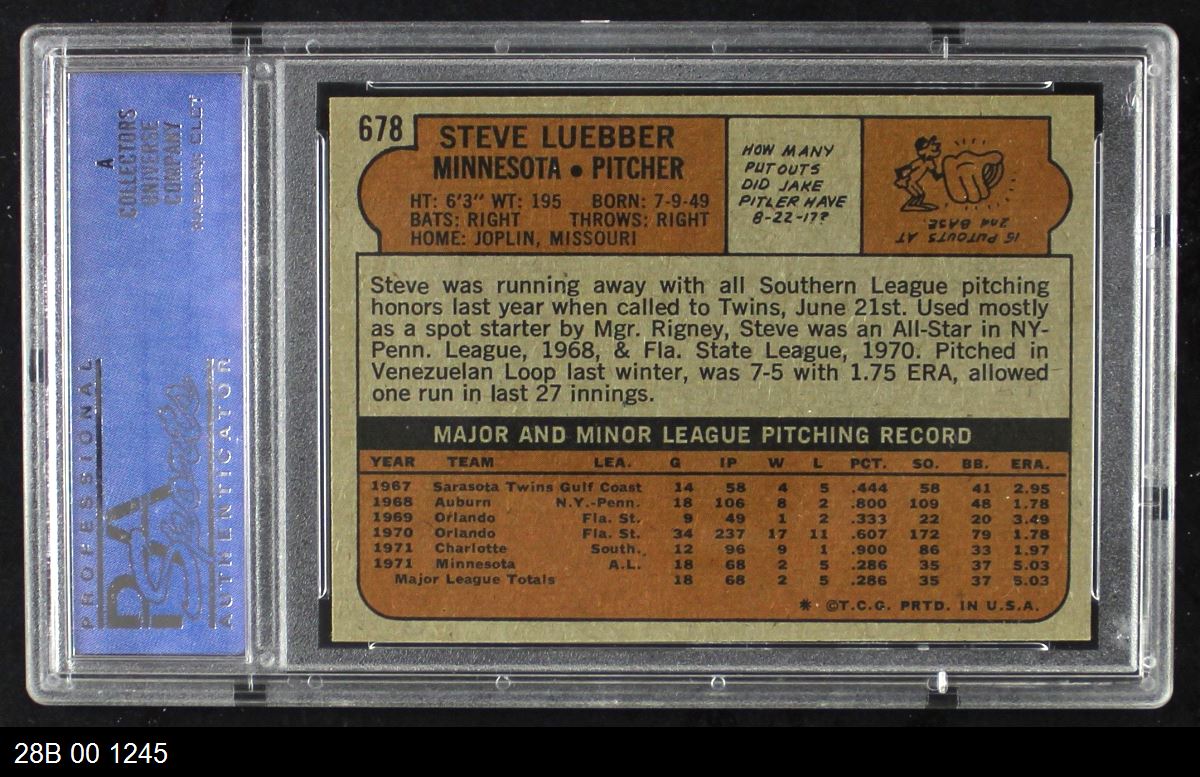 A
COLLECTORS
UNIVERSE
COMPANY
PROFESSIONAL
PSA
AUTHENTICATOR
678
STEVE LUEBBER
MINNESOTA • PITCHER
HT: 6'3" WT: 195 BORN: 7-9-49
BATS: RIGHT THROWS: RIGHT
HOME: JOPLIN, MISSOURI
HOW MANY
PUTOUTS
DID JAKE
PITLER HAVE
8-22-17?
15 PUTOUTS AT
2nd BASE.
Steve was running away with all Southern League pitching
honors last year when called to Twins, June 21st. Used mostly
as a spot starter by Mgr. Rigney, Steve was an All-Star in NY-
Penn. League, 1968, & Fla. State League, 1970. Pitched in
Venezuelan Loop last winter, was 7-5 with 1.75 ERA, allowed
one run in last 27 innings.
MAJOR AND MINOR LEAGUE PITCHING RECORD
YEAR TEAM LEA. G IP W L PCT. SO. BB. ERA.
1967 Sarasota Twins Gulf Coast 14 58 4 5 .444 58 41 2.95
1968 Auburn N.Y.-Penn. 18 106 8 2 .800 109 48 1.78
1969 Orlando Fla. St. 9 49 1 2 .333 22 20 3.49
1970 Orlando Fla. St. 34 237 17 11 .607 172 79 1.78
1971 Charlotte South. 12 96 9 1 .900 86 33 1.97
1971 Minnesota A.L. 18 68 2 5 .286 35 37 5.03
Major League Totals 18 68 2 5 .286 35 37 5.03
* ©T.C.G. PRTD. IN U.S.A.
28B 00 1245